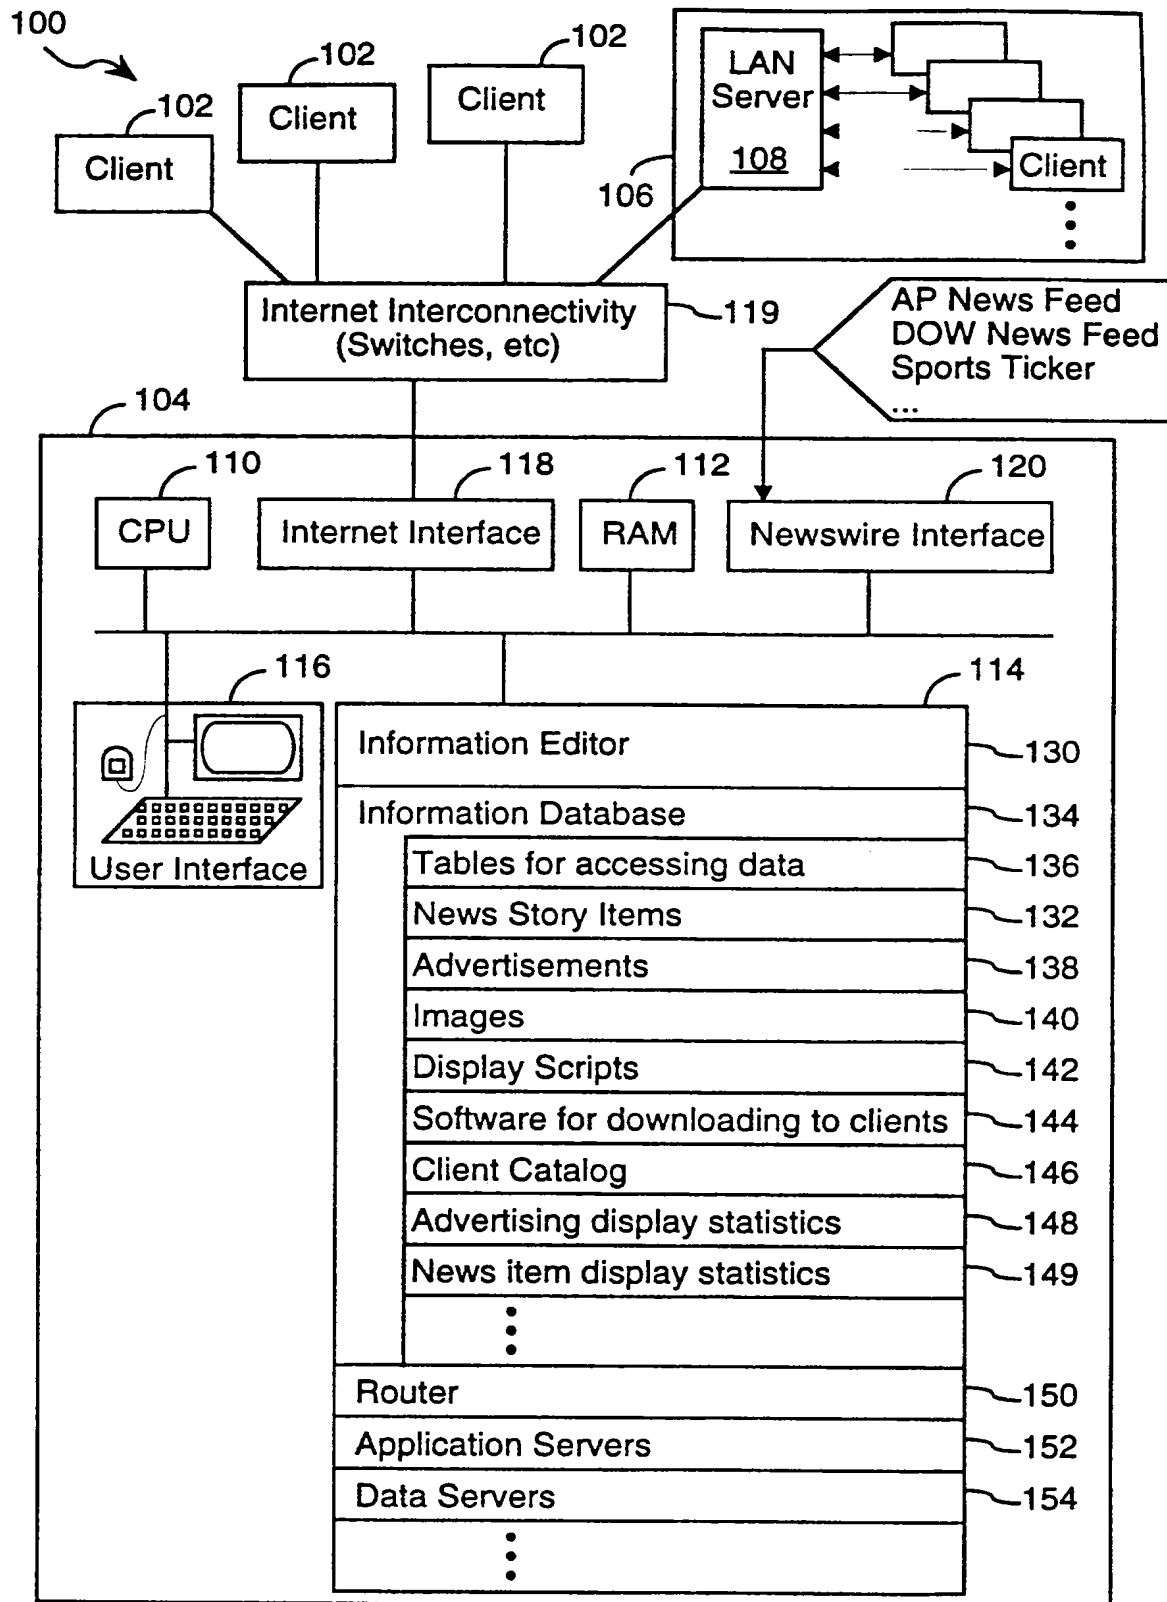 100
102
Client
102
Client
102
Client
LAN
Server
108
106
Client
Internet Interconnectivity
(Switches, etc)
119
AP News Feed
DOW News Feed
Sports Ticker
...
104
110
CPU
118
Internet Interface
112
RAM
120
Newswire Interface
116
User Interface
114
Information Editor
130
Information Database
134
Tables for accessing data
136
News Story Items
132
Advertisements
138
Images
140
Display Scripts
142
Software for downloading to clients
144
Client Catalog
146
Advertising display statistics
148
News item display statistics
149
Router
150
Application Servers
152
Data Servers
154